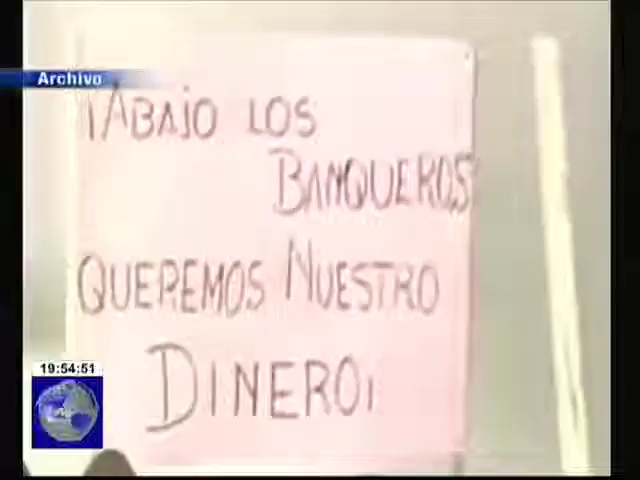 Archivo
¡ABAJO LOS
BANQUEROS
QUEREMOS NUESTRO
DINERO¡
19:54:51